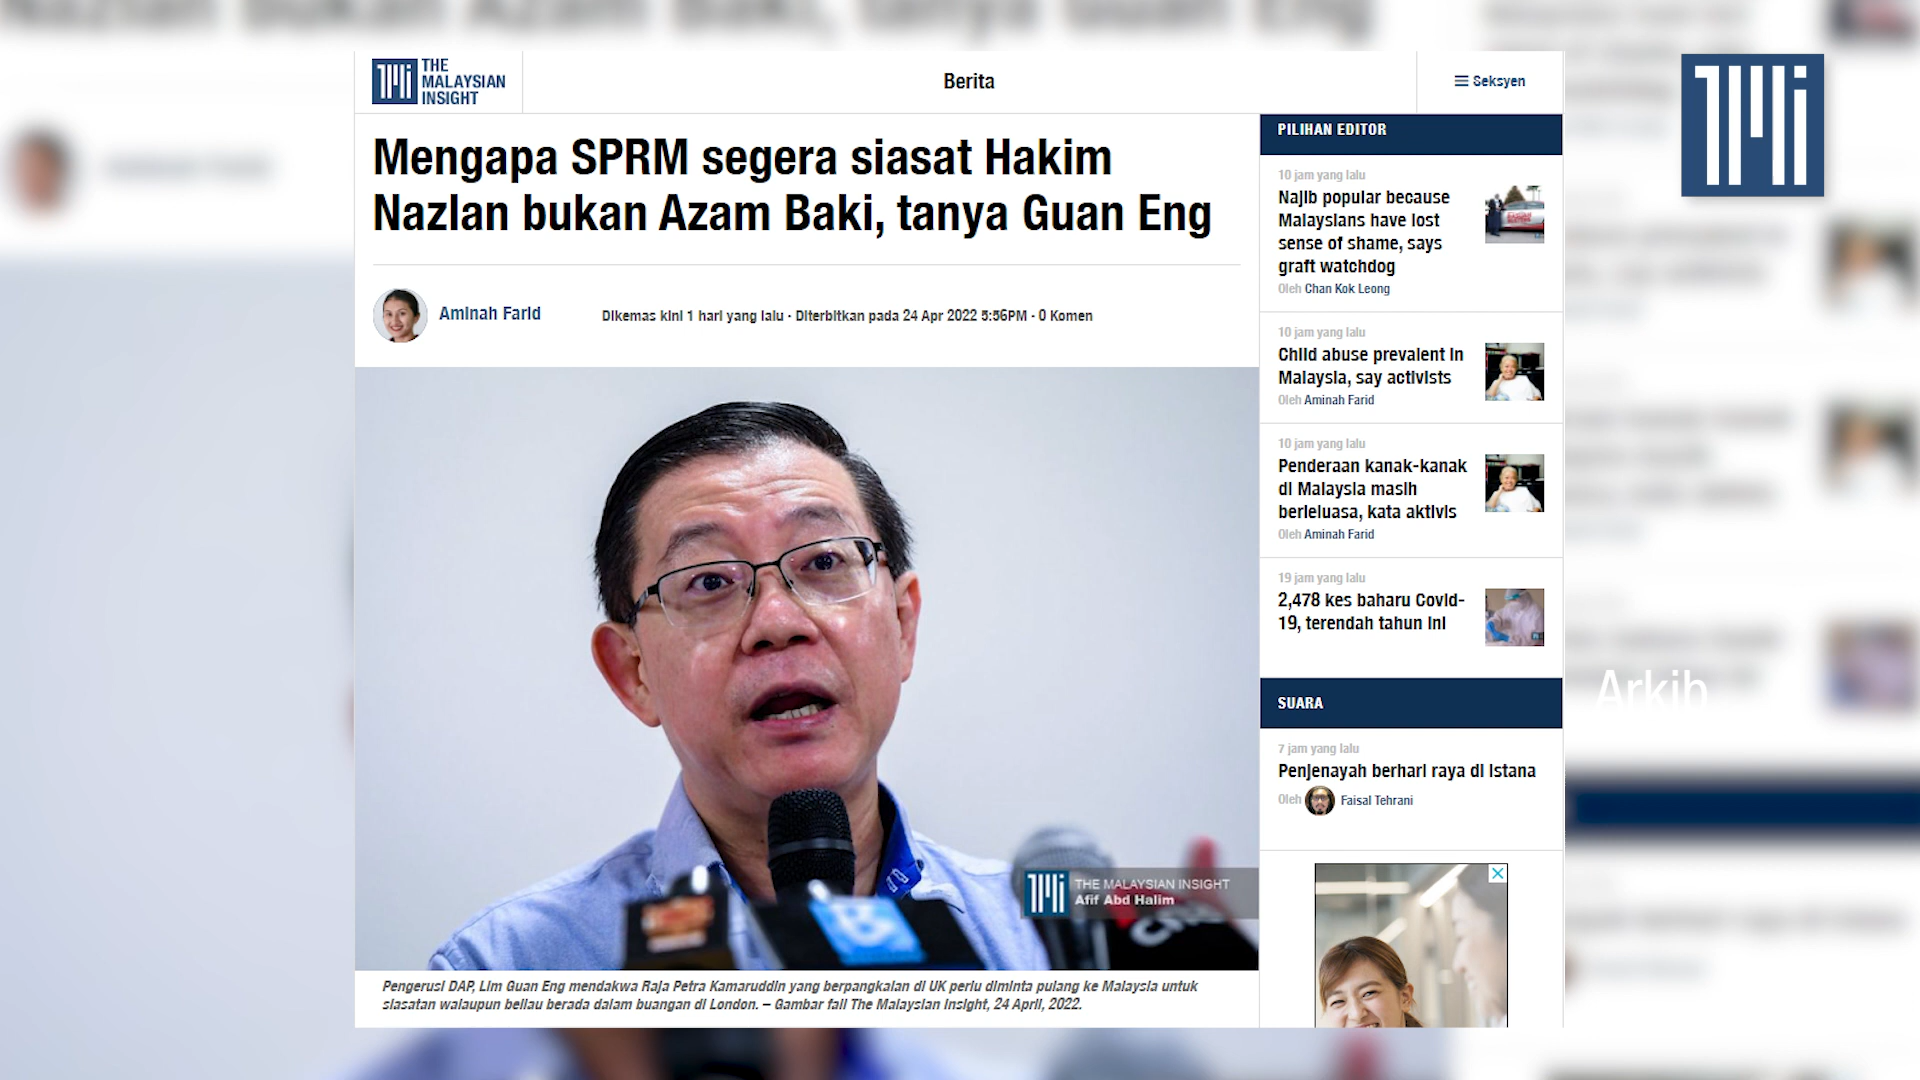 THE
MALAYSIAN
INSIGHT
Berita
Seksyen
Mengapa SPRM segera siasat Hakim
Nazlan bukan Azam Baki, tanya Guan Eng
Aminah Farid
Dikemas kini 1 hari yang lalu · Diterbitkan pada 24 Apr 2022 5:56PM · 0 Komen
THE MALAYSIAN INSIGHT
Afif Abd Halim
Pengerusi DAP, Lim Guan Eng mendakwa Raja Petra Kamaruddin yang berpangkalan di UK perlu diminta pulang ke Malaysia untuk
siasatan walaupun beliau berada dalam buangan di London. – Gambar fail The Malaysian Insight, 24 April, 2022.
PILIHAN EDITOR
10 jam yang lalu
Najib popular because
Malaysians have lost
sense of shame, says
graft watchdog
Oleh Chan Kok Leong
10 jam yang lalu
Child abuse prevalent in
Malaysia, say activists
Oleh Aminah Farid
10 jam yang lalu
Penderaan kanak-kanak
di Malaysia masih
berleluasa, kata aktivis
Oleh Aminah Farid
19 jam yang lalu
2,478 kes baharu Covid-
19, terendah tahun ini
SUARA
7 jam yang lalu
Penjenayah berhari raya di Istana
Oleh Faisal Tehrani
Arkib